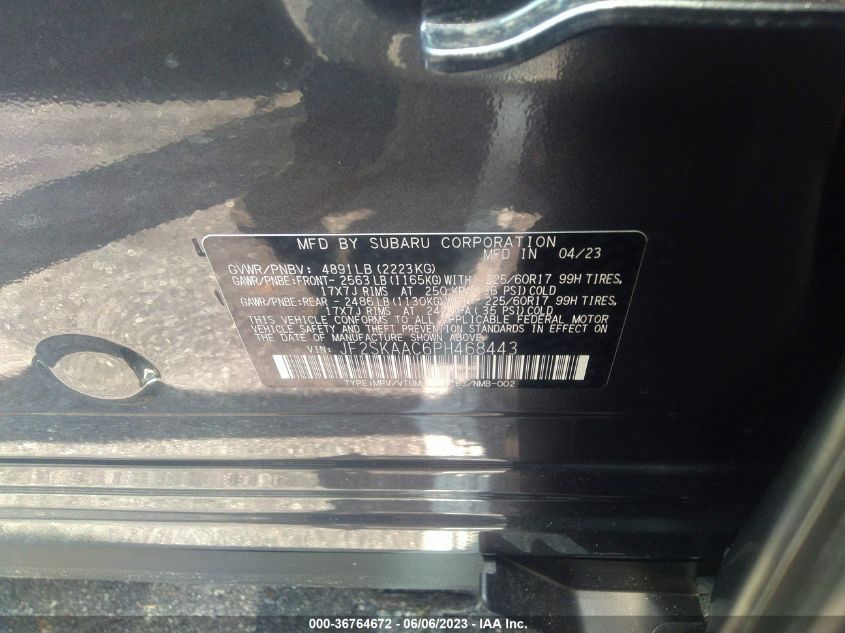 MFD BY SUBARU CORPORATION
MFD IN 04/23
GVWR/PNBV: 4891LB(2223KG)
GAWR/PNBE:FRONT- 2563LB(1165KG)WITH 225/60R17 99H TIRES,
17X7J RIMS AT 250 KPA(36 PSI)COLD
GAWR/PNBE:REAR - 2486LB(1130KG)WITH 225/60R17 99H TIRES,
17X7J RIMS AT 240 KPA(35 PSI)COLD
THIS VEHICLE CONFORMS TO ALL APPLICABLE FEDERAL MOTOR
VEHICLE SAFETY AND THEFT PREVENTION STANDARDS IN EFFECT ON
THE DATE OF MANUFACTURE SHOWN ABOVE.
VIN: JF2SKAAC6PH468443
TYPE:MPV/VTUM /NMB-002
000-36764672 - 06/06/2023 - IAA Inc.